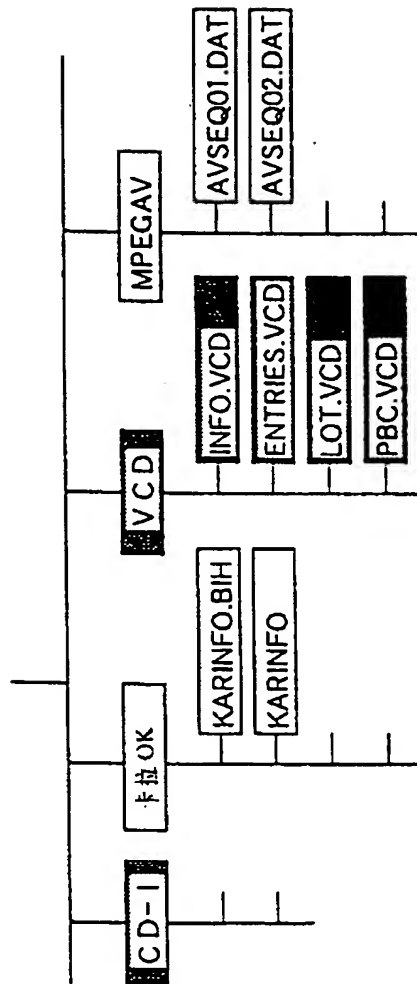 CD-I
卡拉OK
KARINFO.BIH
KARINFO
VCD
INFO.VCD
ENTRIES.VCD
LOT.VCD
PBC.VCD
MPEGAV
AVSEQ01.DAT
AVSEQ02.DAT